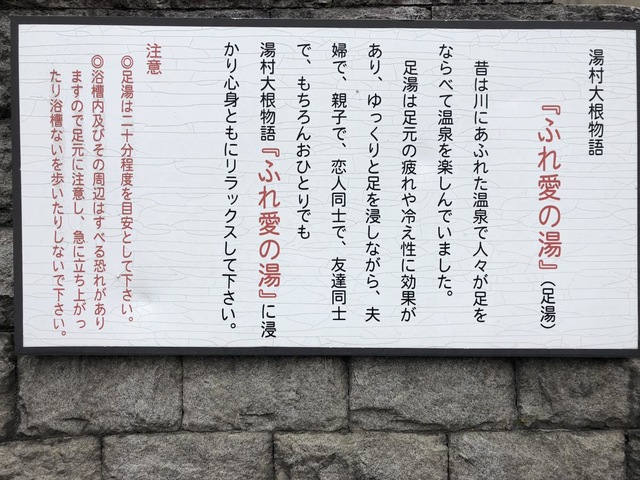 湯村大根物語
『ふれ愛の湯』(足湯)
昔は川にあふれた温泉で人々が足を
ならべて温泉を楽しんでいました。
足湯は足元の疲れや冷え性に効果が
あり、ゆっくりと足を浸しながら、夫
婦で、親子で、恋人同士で、友達同士
で、もちろんおひとりでも
湯村大根物語『ふれ愛の湯』に浸
かり心身ともにリラックスして下さい。
注意
◎足湯は二十分程度を目安として下さい。
◎浴槽内及びその周辺はすべる恐れがあり
ますので足元に注意し、急に立ち上がっ
たり浴槽ないを歩いたりしないで下さい。